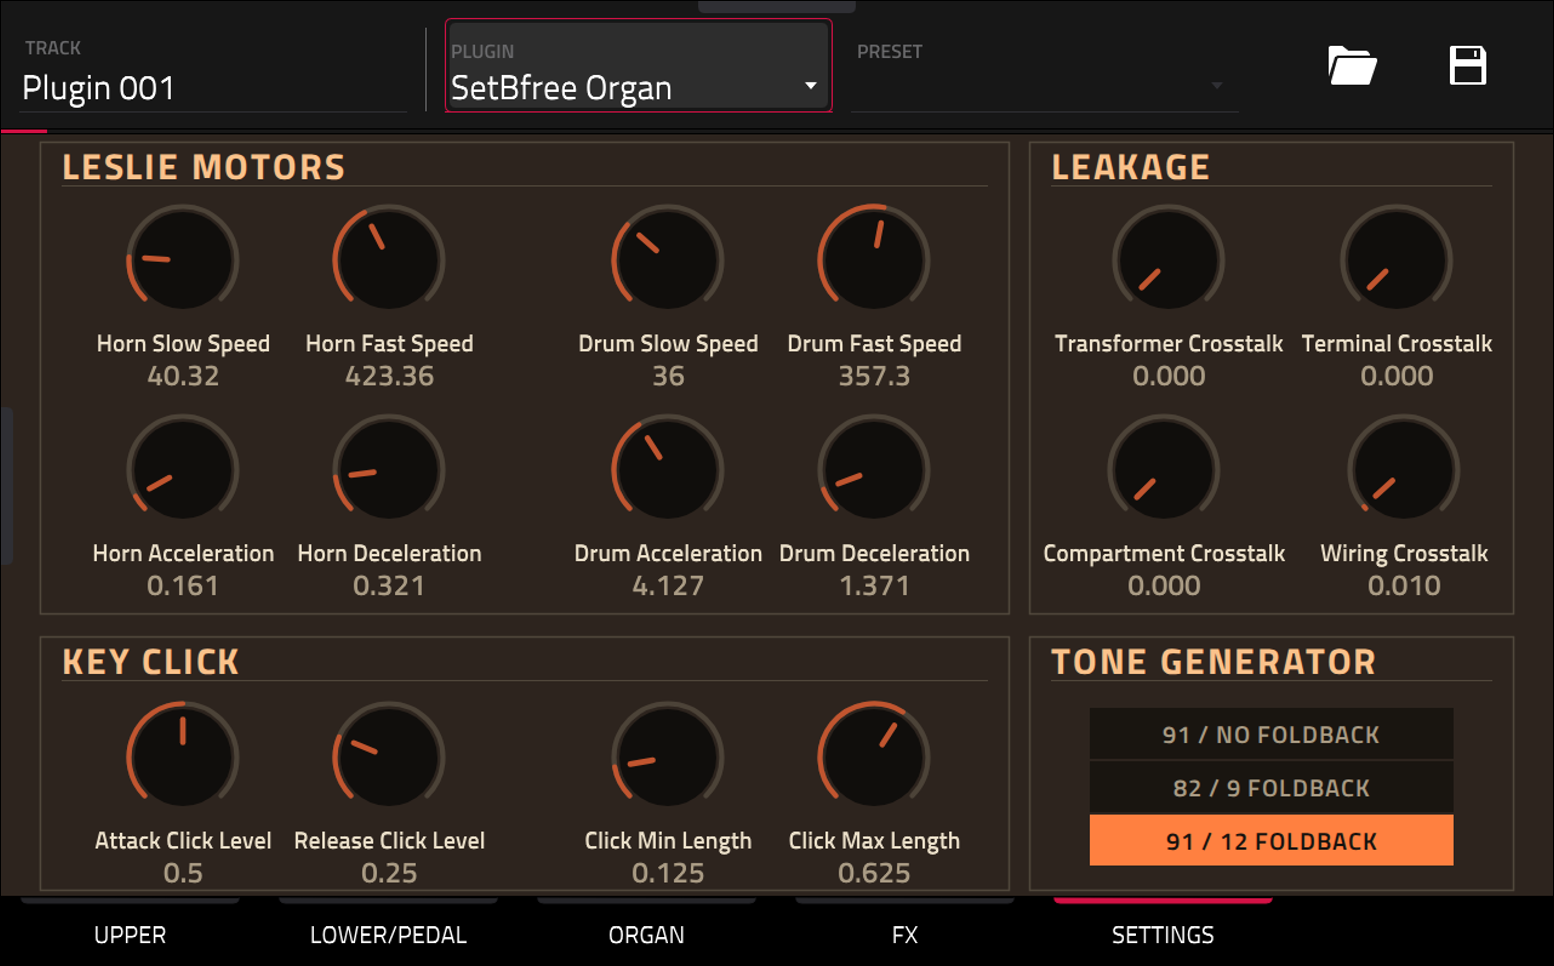 TRACK
Plugin 001
PLUGIN
SetBfree Organ
PRESET
LESLIE MOTORS
Horn Slow Speed
40.32
Horn Fast Speed
423.36
Drum Slow Speed
36
Drum Fast Speed
357.3
Horn Acceleration
0.161
Horn Deceleration
0.321
Drum Acceleration
4.127
Drum Deceleration
1.371
LEAKAGE
Transformer Crosstalk
0.000
Terminal Crosstalk
0.000
Compartment Crosstalk
0.000
Wiring Crosstalk
0.010
KEY CLICK
Attack Click Level
0.5
Release Click Level
0.25
Click Min Length
0.125
Click Max Length
0.625
TONE GENERATOR
91 / NO FOLDBACK
82 / 9 FOLDBACK
91 / 12 FOLDBACK
UPPER
LOWER/PEDAL
ORGAN
FX
SETTINGS